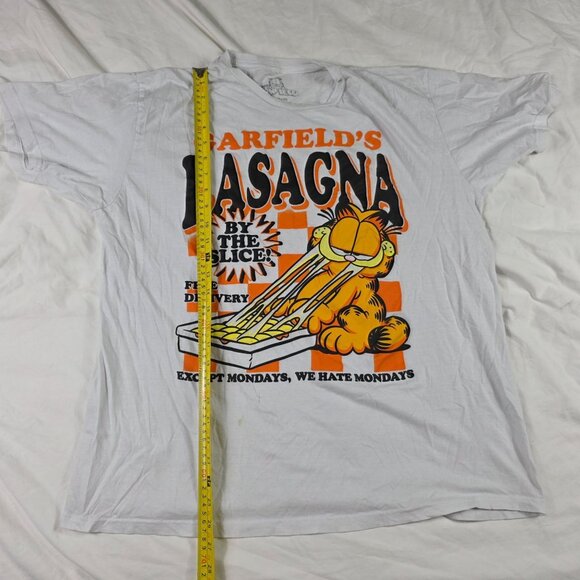 GARFIELD'S
LASAGNA
BY
THE
SLICE!
FREE
DELIVERY
EXCEPT MONDAYS, WE HATE MONDAYS